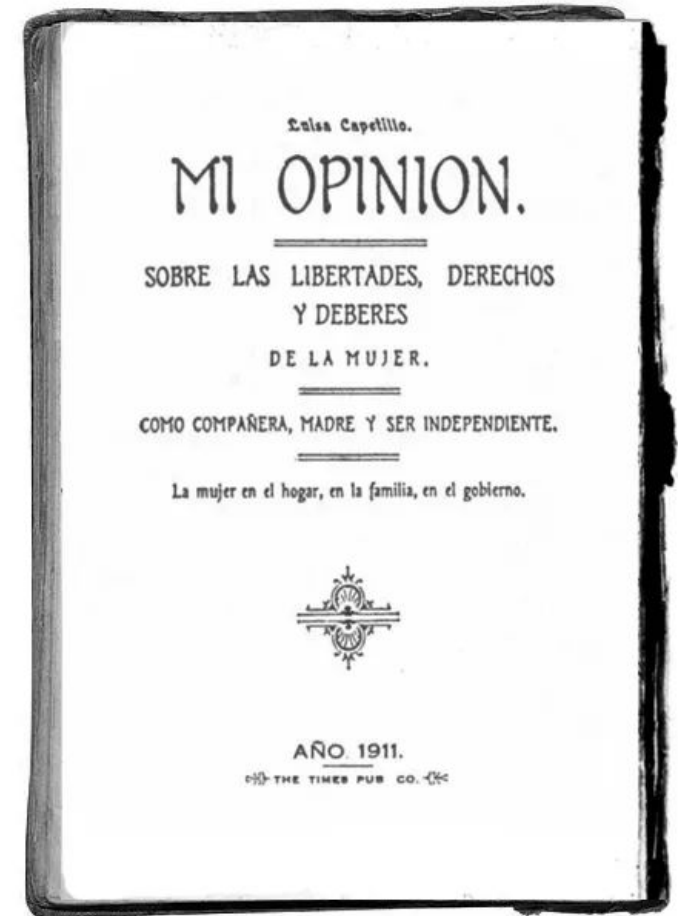 Luisa Capetillo.
MI OPINION.
SOBRE LAS LIBERTADES, DERECHOS
Y DEBERES
DE LA MUJER.
COMO COMPAÑERA, MADRE Y SER INDEPENDIENTE.
La mujer en el hogar, en la familia, en el gobierno.
AÑO 1911.
THE TIMES PUB CO.